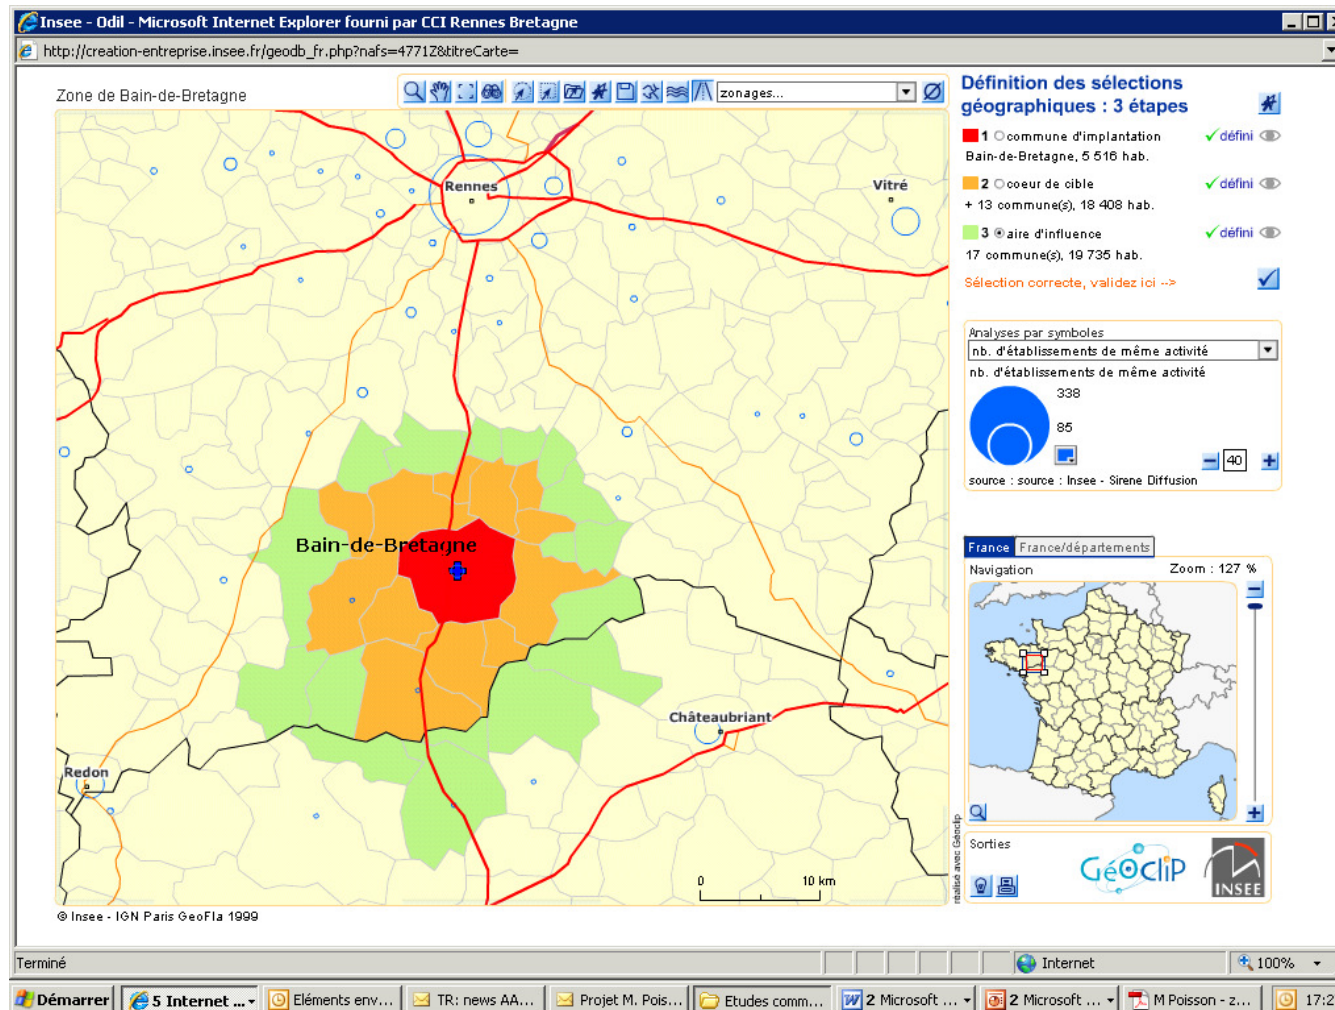 Insee - Odil - Microsoft Internet Explorer fourni par CCI Rennes Bretagne
http://creation-entreprise.insee.fr/geodb_fr.php?nafs=4771Z&titreCarte=
Zone de Bain-de-Bretagne
zonages...
Rennes
Vitré
Bain-de-Bretagne
Châteaubriant
Redon
0 10 km
© Insee - IGN Paris GeoFla 1999
Définition des sélections
géographiques : 3 étapes
1 commune d'implantation défini
Bain-de-Bretagne, 5 516 hab.
2 coeur de cible défini
+ 13 commune(s), 18 408 hab.
3 aire d'influence défini
17 commune(s), 19 735 hab.
Sélection correcte, validez ici -->
Analyses par symboles
nb. d'établissements de même activité
nb. d'établissements de même activité
338
85
40
source : source : Insee - Sirene Diffusion
France France/départements
Navigation Zoom : 127 %
réalisé avec Géoclip
Sorties
GéOcliP
INSEE
Terminé
Internet
100%
Démarrer
5 Internet ...
Eléments env...
TR: news AA...
Projet M. Pois...
Etudes comm...
2 Microsoft ...
2 Microsoft ...
M Poisson - z...
17:2